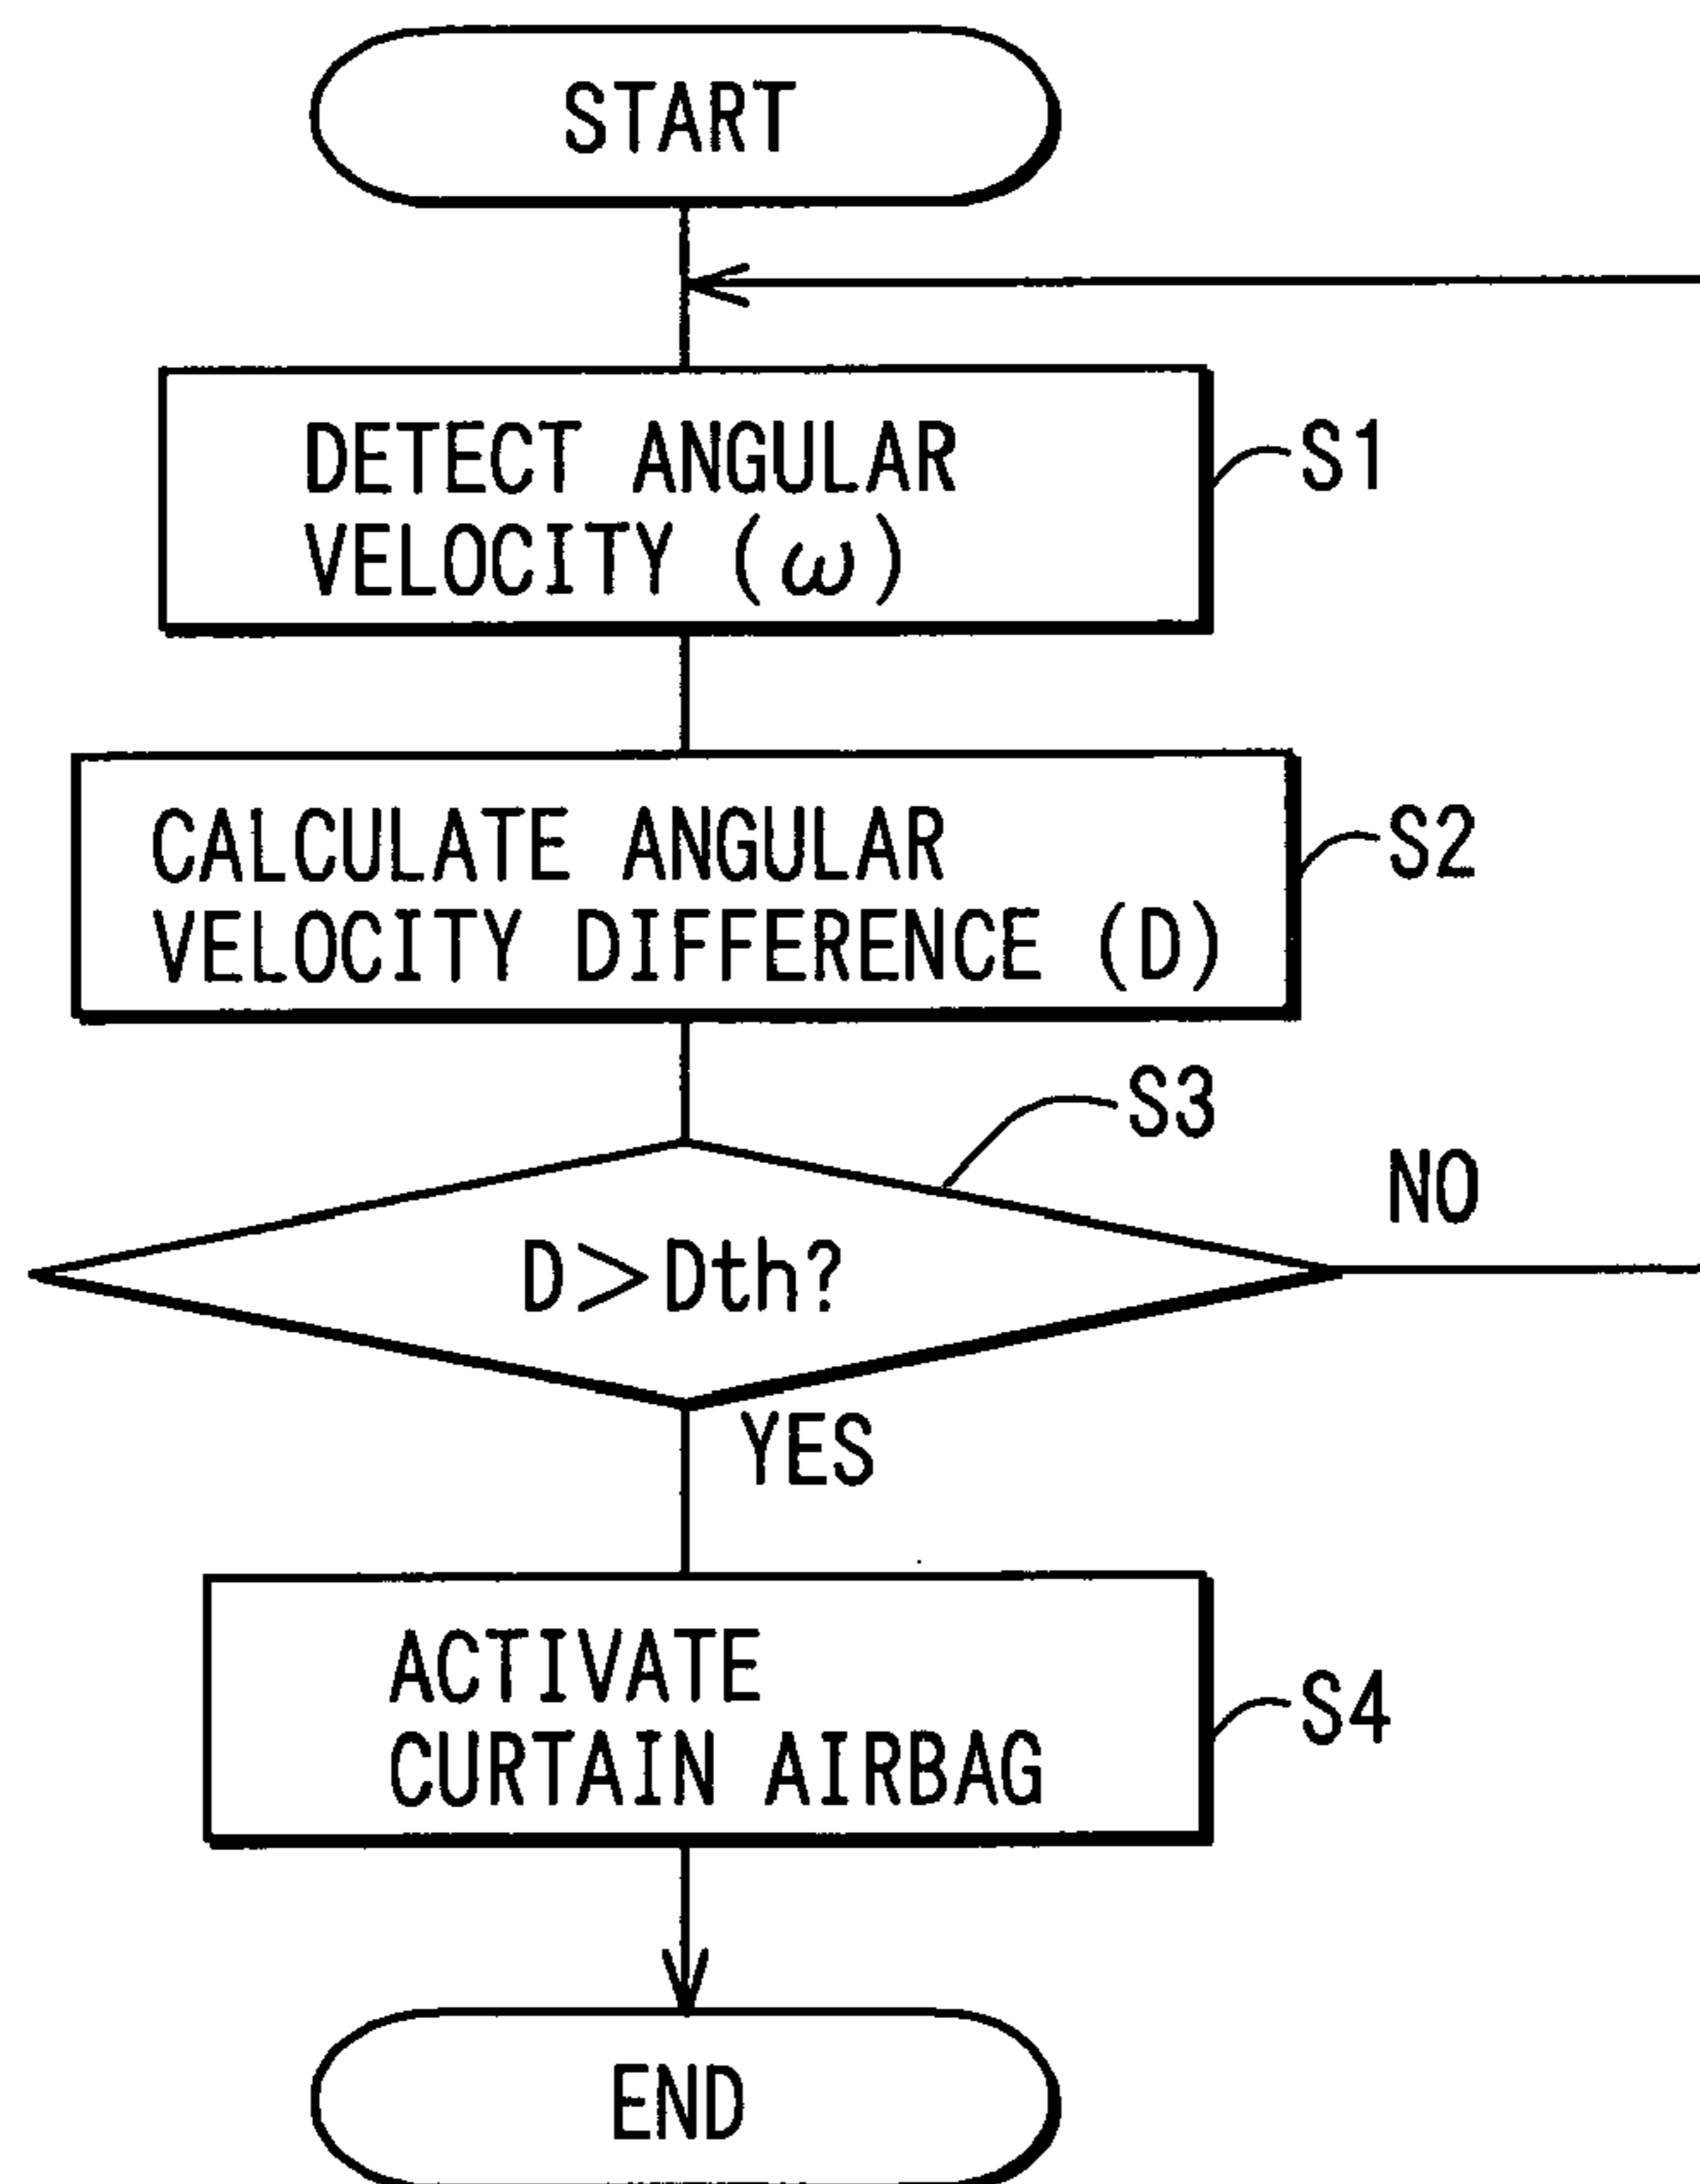 START
DETECT ANGULAR
VELOCITY (ω)
S1
CALCULATE ANGULAR
VELOCITY DIFFERENCE (D)
S2
S3
D>Dth?
NO
YES
ACTIVATE
CURTAIN AIRBAG
S4
END